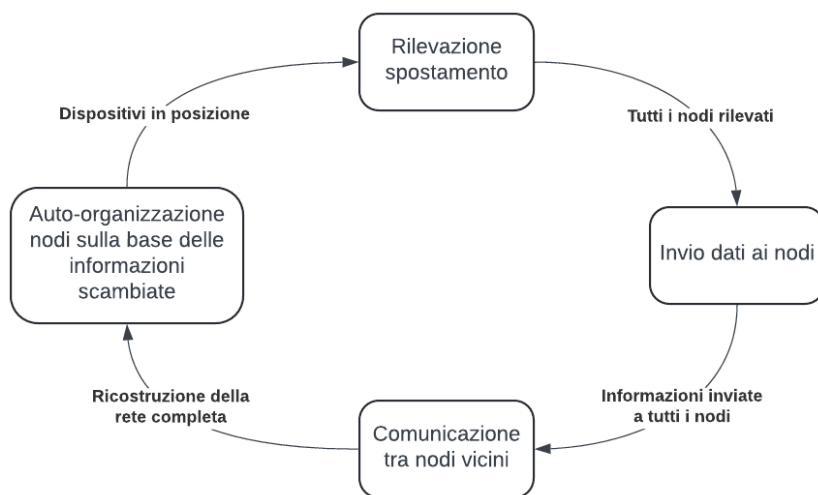 Rilevazione
spostamento
Dispositivi in posizione
Tutti i nodi rilevati
Auto-organizzazione
nodi sulla base delle
informazioni
scambiate
Invio dati ai nodi
Ricostruzione della
rete completa
Informazioni inviate
a tutti i nodi
Comunicazione
tra nodi vicini